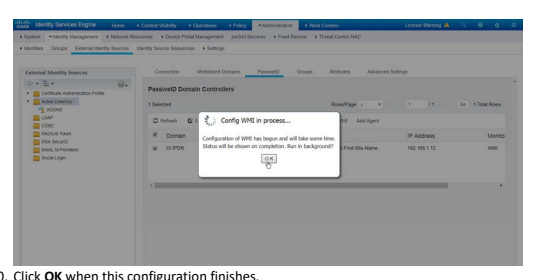 cisco Identity Services Engine Home Context Visibility Operations Policy Administration Work Centers License Warning
System Identity Management Network Resources Device Portal Management pxGrid Services Feed Service Threat Centric NAC
Identities Groups External Identity Sources Identity Source Sequences Settings
External Identity Sources
Connection Whitelisted Domains PassiveID Groups Attributes Advanced Settings
Certificate Authentication Profile
Active Directory
LDAP
ODBC
RADIUS Token
RSA SecurID
SAML Id Providers
Social Login
PassiveID Domain Controllers
1 Selected Rows/Page 1 / 1 Go 1 Total Rows
Refresh Add Agent
Domain IP Address Monito
-First-Site-Name 192.168.1.12 WMI
Config WMI in process...
Configuration of WMI has begun and will take some time.
Status will be shown on completion. Run in background?
OK
0. Click OK when this configuration finishes.